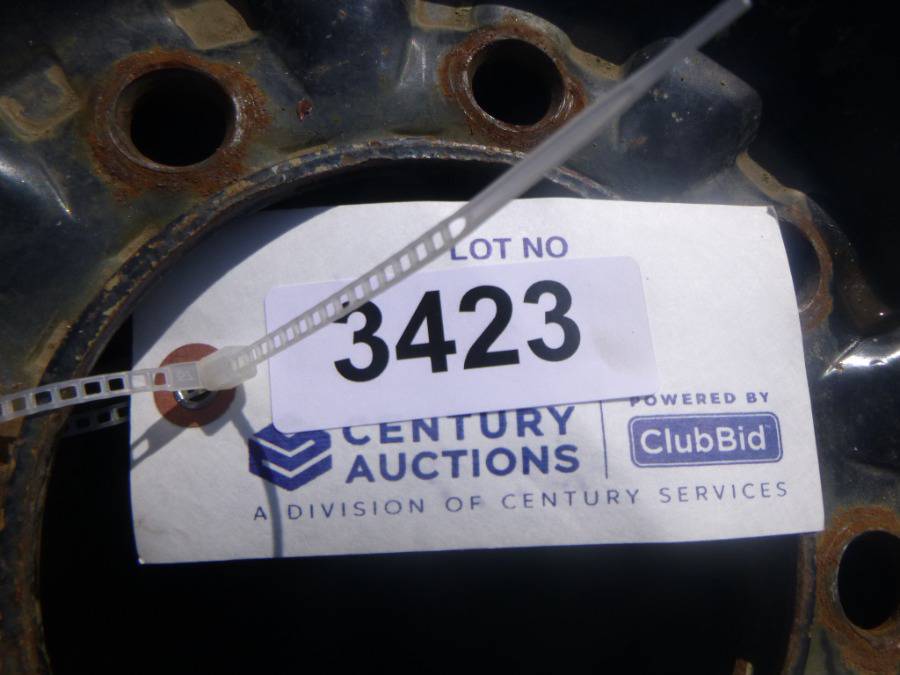 LOT NO
3423
CENTURY
AUCTIONS
POWERED BY
ClubBid
A DIVISION OF CENTURY SERVICES